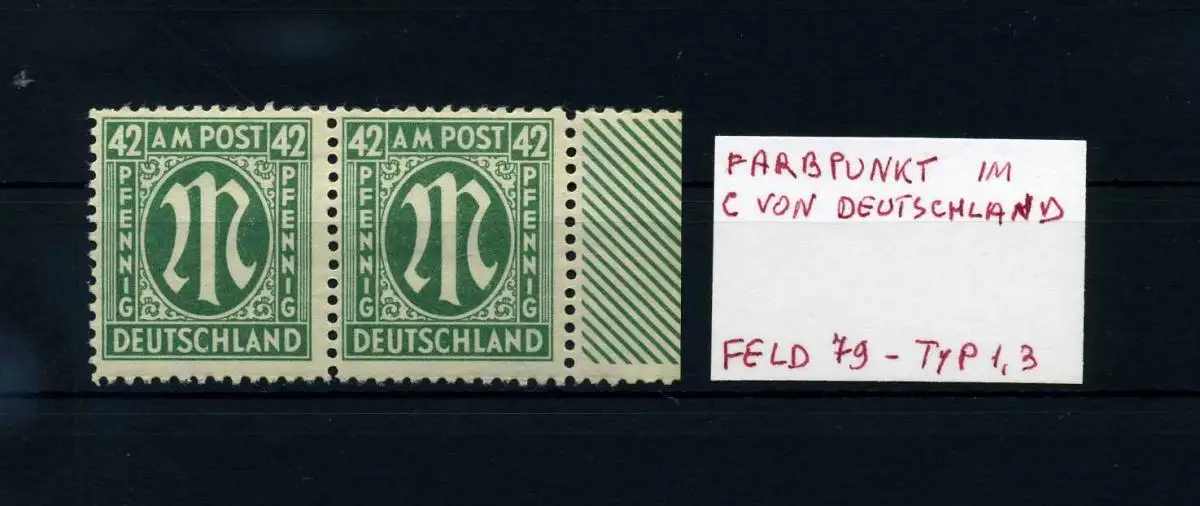 42 AM POST 42
PFENNIG
M
PFENNIG
DEUTSCHLAND
42 AM POST 42
PFENNIG
M
PFENNIG
DEUTSCHLAND
FARBPUNKT IM
C VON DEUTSCHLAND
FELD 79 - TYP 1,3